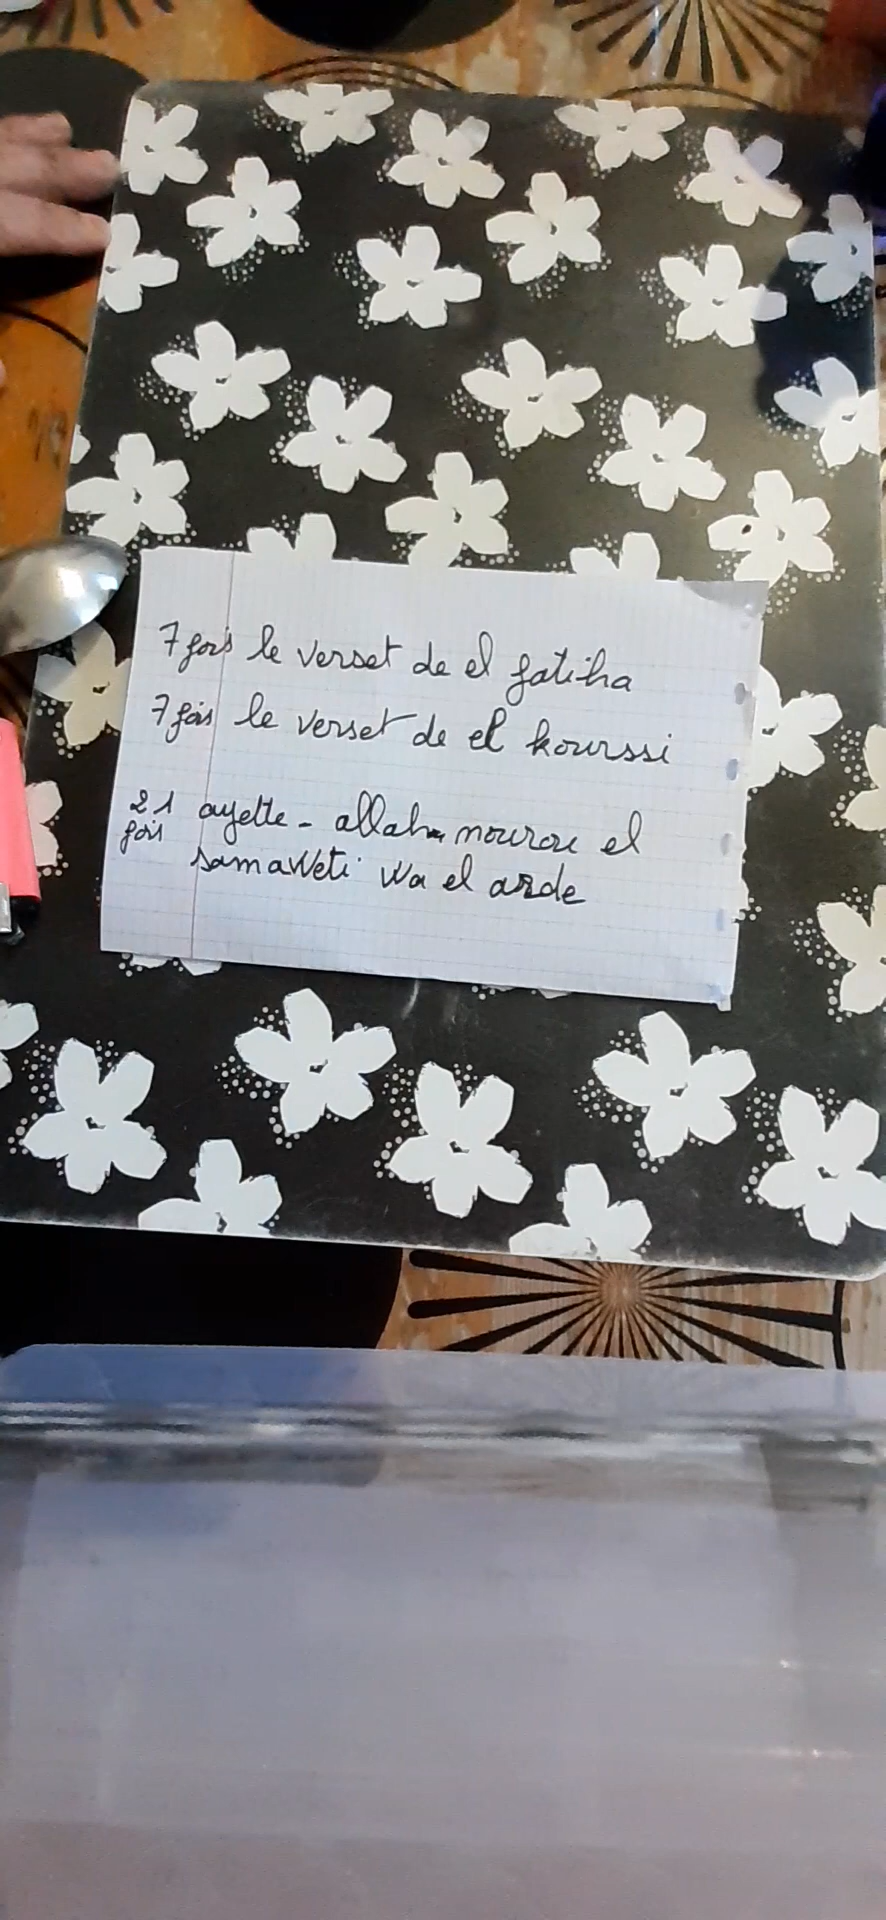 7 fois le verset de el fatiha
7 fois le verset de el kourssi
21 fois ayette - allah nourou el
samaweti wa el arde